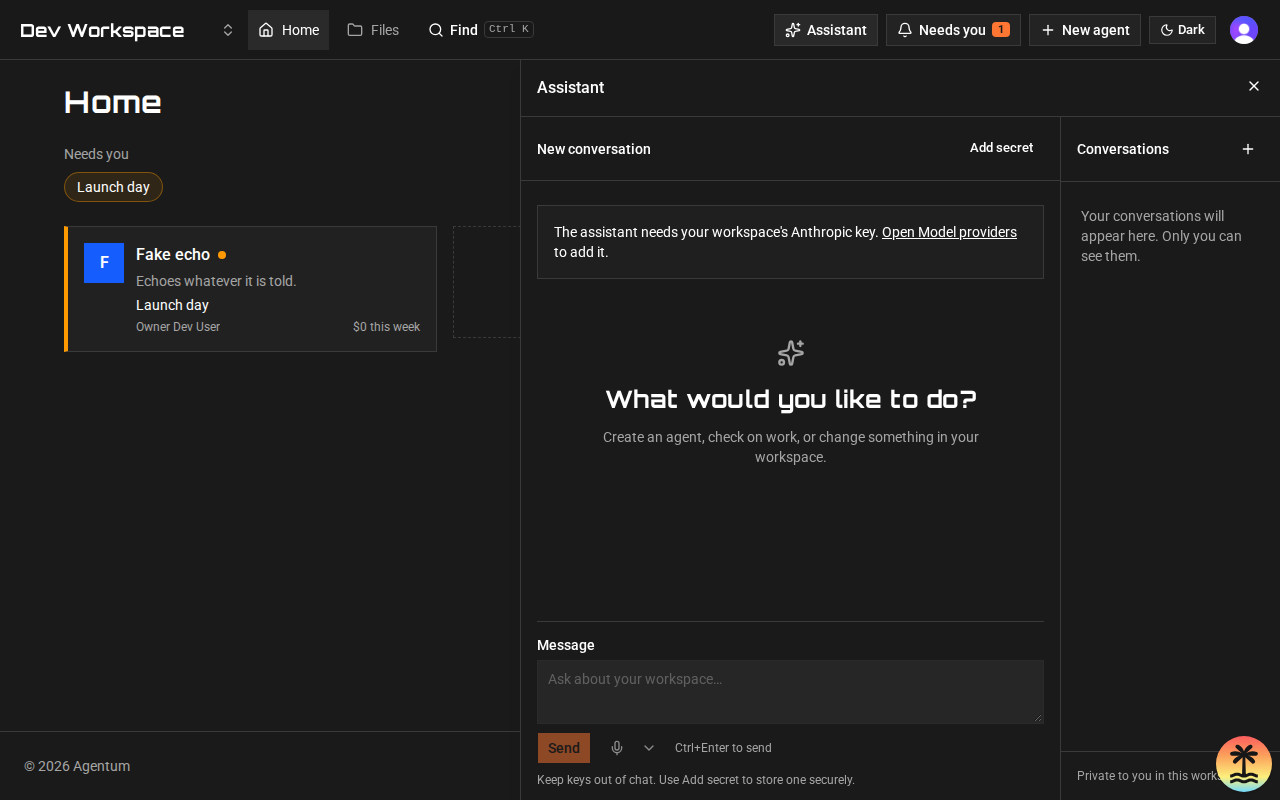 Dev Workspace
Home
Files
Find
Ctrl K
Assistant
Needs you
1
New agent
Dark
Home
Needs you
Launch day
F
Fake echo
Echoes whatever it is told.
Launch day
Owner Dev User
$0 this week
© 2026 Agentum
Assistant
New conversation
Add secret
The assistant needs your workspace's Anthropic key. Open Model providers
to add it.
What would you like to do?
Create an agent, check on work, or change something in your
workspace.
Message
Ask about your workspace…
Send
Ctrl+Enter to send
Keep keys out of chat. Use Add secret to store one securely.
Conversations
Your conversations will
appear here. Only you can
see them.
Private to you in this